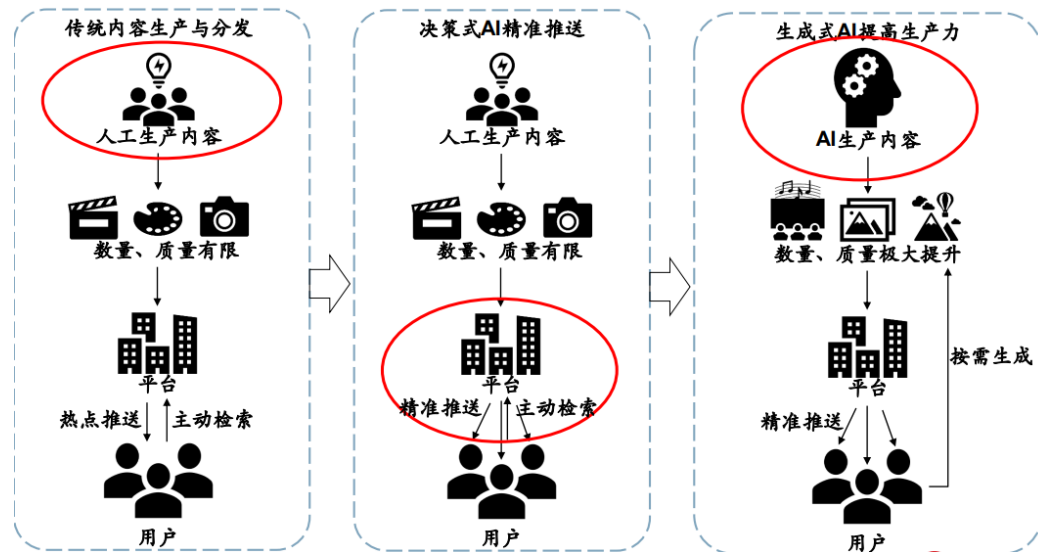 传统内容生产与分发
人工生产内容
数量、质量有限
平台
热点推送
主动检索
用户
决策式AI精准推送
人工生产内容
数量、质量有限
平台
精准推送
主动检索
用户
生成式AI提高生产力
AI生产内容
数量、质量极大提升
按需生成
平台
精准推送
用户